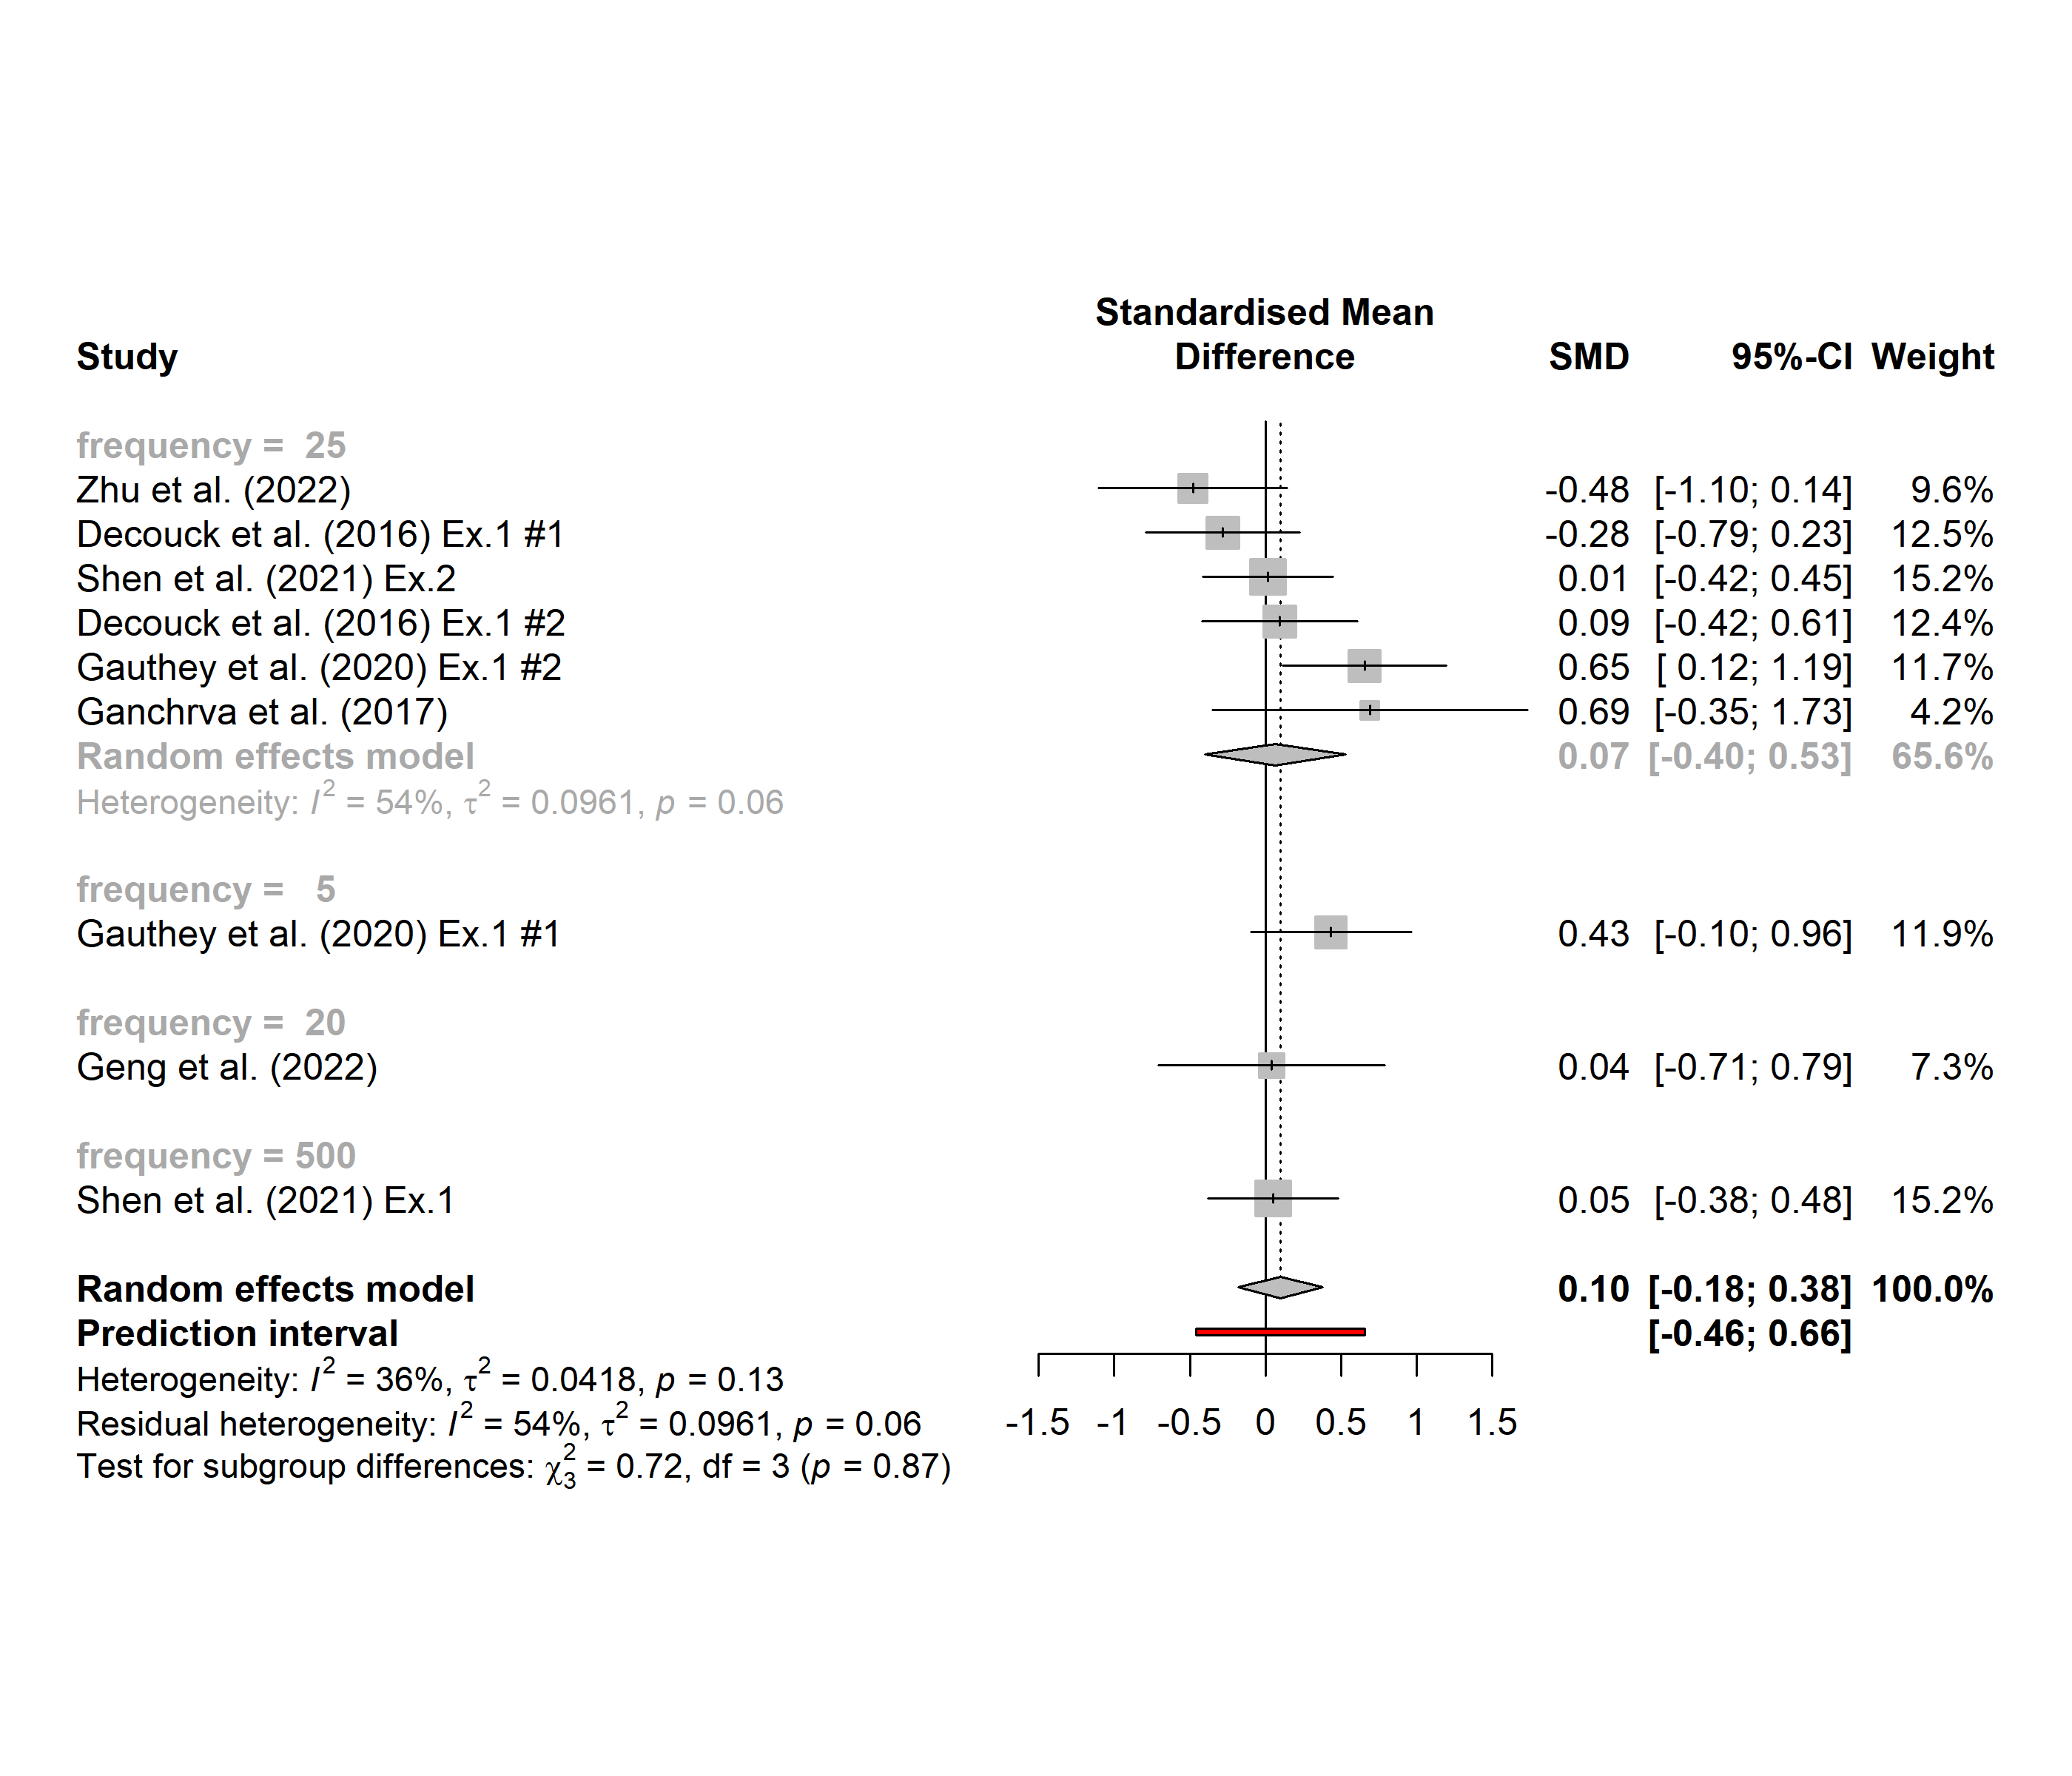 Standardised Mean
Study Difference SMD 95%-CI Weight
frequency = 25
Zhu et al. (2022) -0.48 [-1.10; 0.14] 9.6%
Decouck et al. (2016) Ex.1 #1 -0.28 [-0.79; 0.23] 12.5%
Shen et al. (2021) Ex.2 0.01 [-0.42; 0.45] 15.2%
Decouck et al. (2016) Ex.1 #2 0.09 [-0.42; 0.61] 12.4%
Gauthey et al. (2020) Ex.1 #2 0.65 [ 0.12; 1.19] 11.7%
Ganchrva et al. (2017) 0.69 [-0.35; 1.73] 4.2%
Random effects model 0.07 [-0.40; 0.53] 65.6%
Heterogeneity: I² = 54%, τ² = 0.0961, p = 0.06
frequency = 5
Gauthey et al. (2020) Ex.1 #1 0.43 [-0.10; 0.96] 11.9%
frequency = 20
Geng et al. (2022) 0.04 [-0.71; 0.79] 7.3%
frequency = 500
Shen et al. (2021) Ex.1 0.05 [-0.38; 0.48] 15.2%
Random effects model 0.10 [-0.18; 0.38] 100.0%
Prediction interval [-0.46; 0.66]
Heterogeneity: I² = 36%, τ² = 0.0418, p = 0.13
Residual heterogeneity: I² = 54%, τ² = 0.0961, p = 0.06
-1.5 -1 -0.5 0 0.5 1 1.5
Test for subgroup differences: χ²₃ = 0.72, df = 3 (p = 0.87)